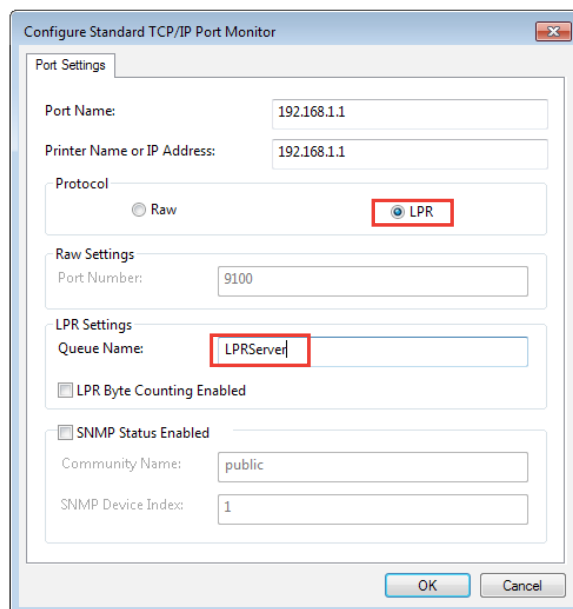 Configure Standard TCP/IP Port Monitor
Port Settings
Port Name: 192.168.1.1
Printer Name or IP Address: 192.168.1.1
Protocol
Raw LPR
Raw Settings
Port Number: 9100
LPR Settings
Queue Name: LPRServer
LPR Byte Counting Enabled
SNMP Status Enabled
Community Name: public
SNMP Device Index: 1
OK Cancel